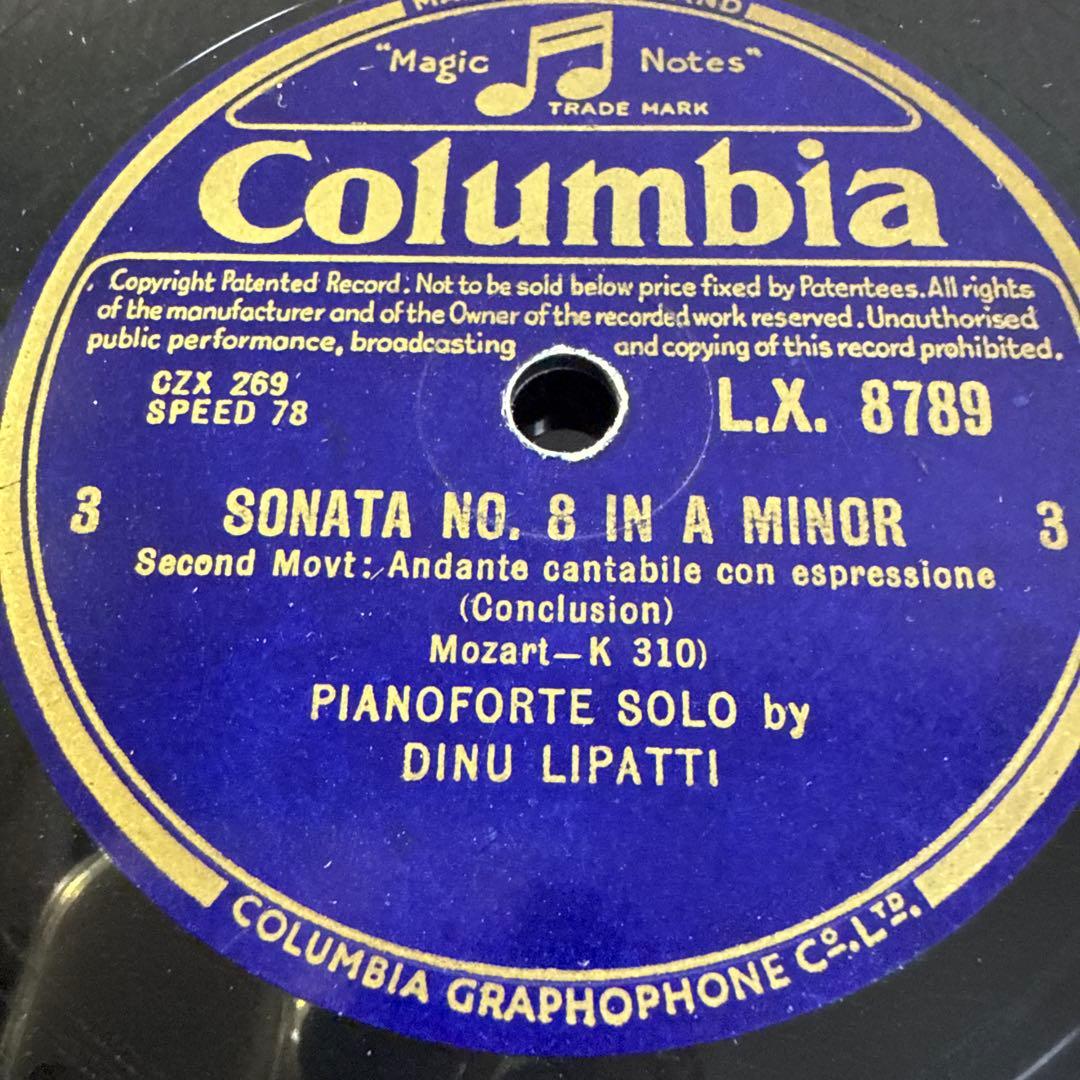 "Magic Notes"
TRADE MARK
Columbia
Copyright Patented Record: Not to be sold below price fixed by Patentees. All rights
of the manufacturer and of the Owner of the recorded work reserved. Unauthorised
public performance, broadcasting and copying of this record prohibited.
CZX 269
SPEED 78
L.X. 8789
3 SONATA NO. 8 IN A MINOR 3
Second Movt: Andante cantabile con espressione
(Conclusion)
Mozart—K 310)
PIANOFORTE SOLO by
DINU LIPATTI
COLUMBIA GRAPHOPHONE Co. LTD.